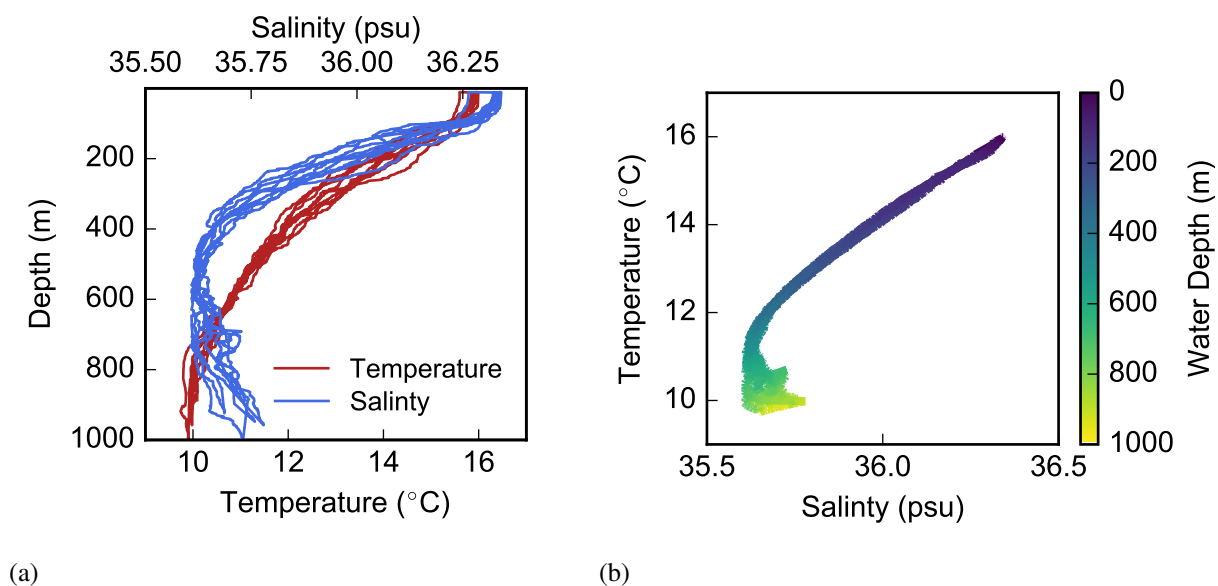 Salinity (psu)
35.50 35.75 36.00 36.25
200
400
600
800
1000
Depth (m)
Temperature
Salinty
10 12 14 16
Temperature (°C)
(a)
16
14
12
10
Temperature (°C)
35.5 36.0 36.5
Salinty (psu)
0
200
400
600
800
1000
Water Depth (m)
(b)